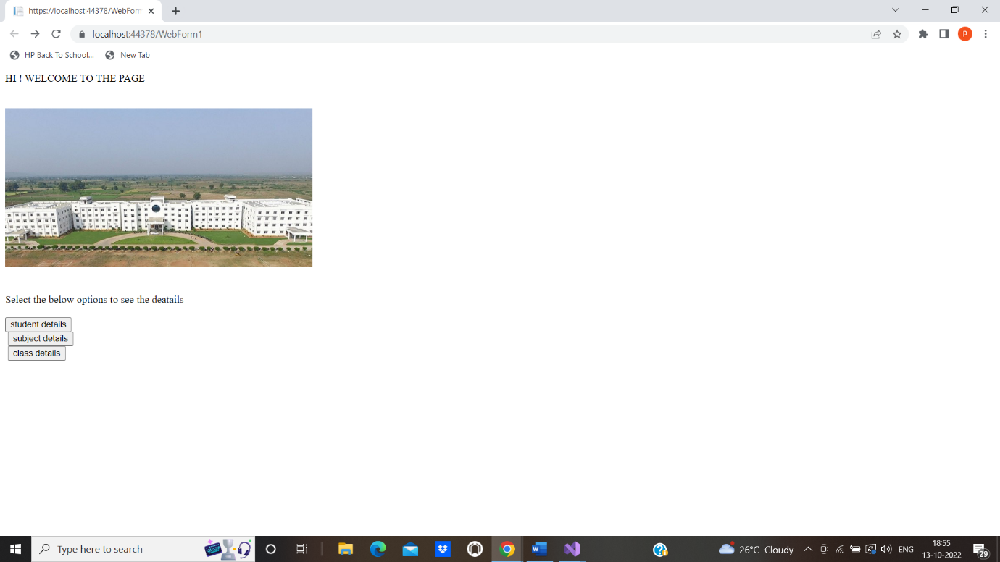 https://localhost:44378/WebForm
localhost:44378/WebForm1
P
HP Back To School...
New Tab
HI ! WELCOME TO THE PAGE
Select the below options to see the deatails
student details
subject details
class details
Type here to search
W
26°C Cloudy
ENG
18:55
13-10-2022
29